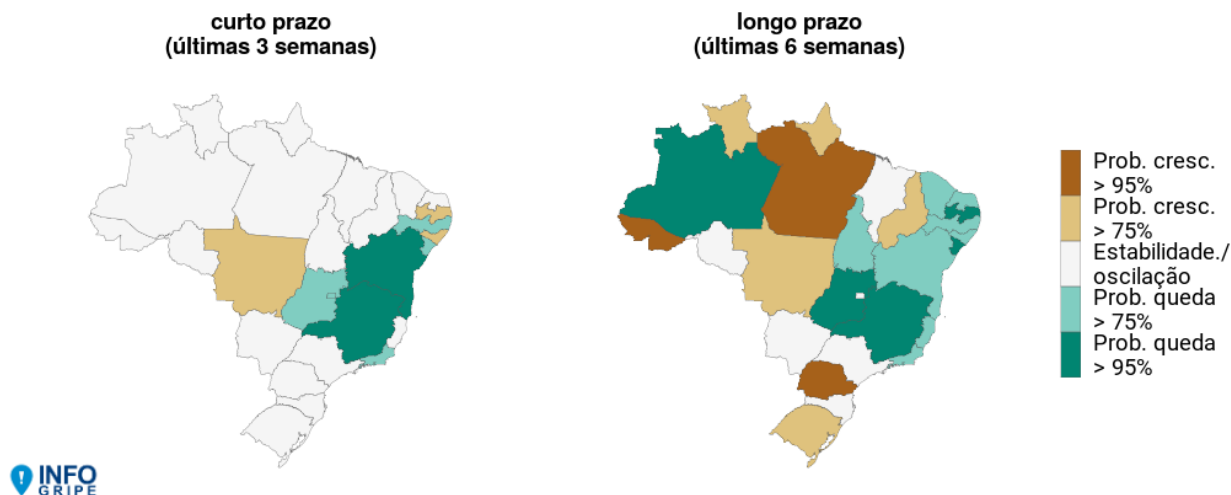 curto prazo
(últimas 3 semanas)
longo prazo
(últimas 6 semanas)
Prob. cresc.
> 95%
Prob. cresc.
> 75%
Estabilidade./
oscilação
Prob. queda
> 75%
Prob. queda
> 95%
INFO
GRIPE